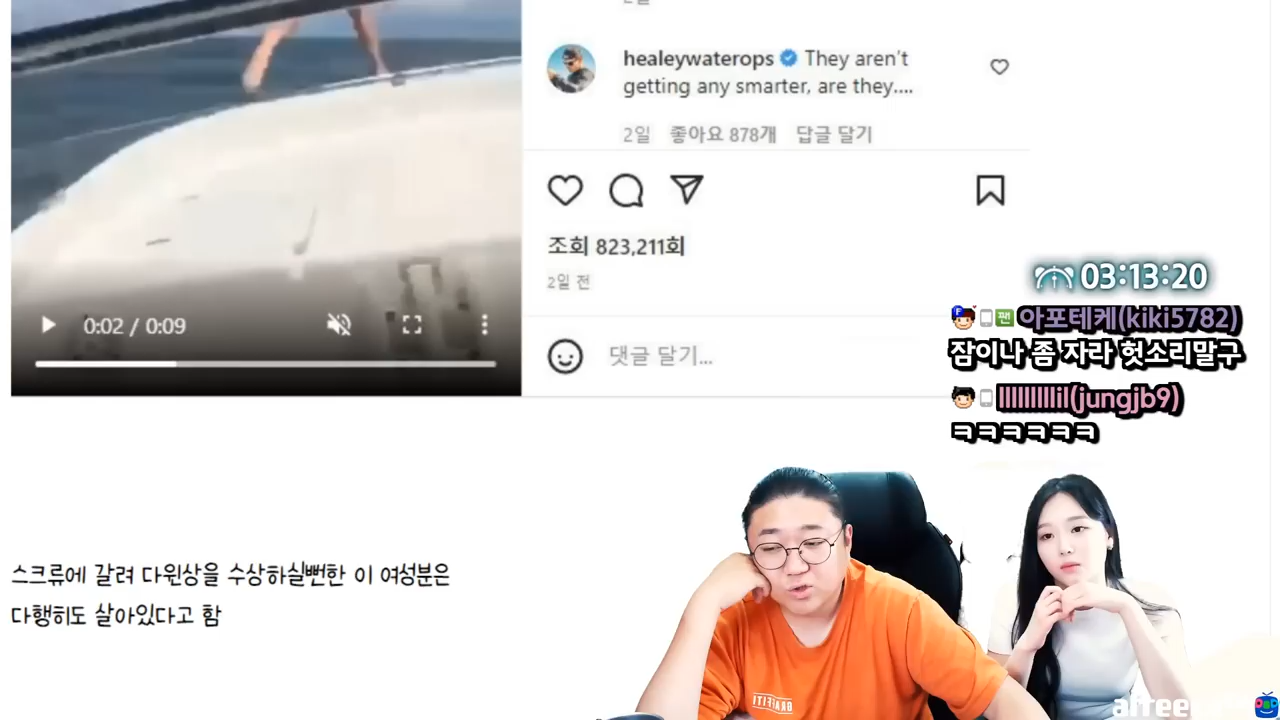 healeywaterops They aren't
getting any smarter, are they....
2일 좋아요 878개 답글 달기
조회 823,211회
2일 전
0:02 / 0:09
댓글 달기...
03:13:20
F 팬 아포테케(kiki5782)
잠이나 좀 자라 헛소리말구
llllllllllil(jungjb9)
ㅋㅋㅋㅋㅋㅋ
스크류에 갈려 다윈상을 수상하실뻔한 이 여성분은
다행히도 살아있다고 함